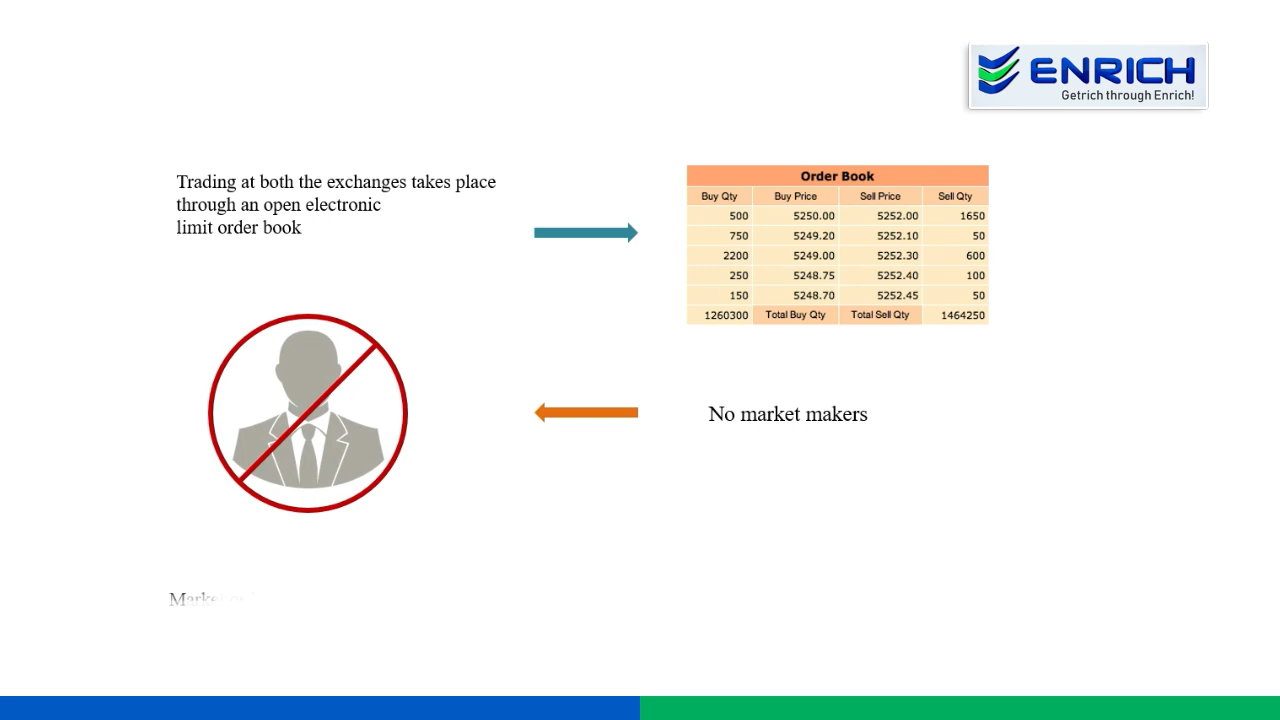 ENRICH
Getrich through Enrich!
Trading at both the exchanges takes place
through an open electronic
limit order book
Order Book
Buy Qty Buy Price Sell Price Sell Qty
500 5250.00 5252.00 1650
750 5249.20 5252.10 50
2200 5249.00 5252.30 600
250 5248.75 5252.40 100
150 5248.70 5252.45 50
1260300 Total Buy Qty Total Sell Qty 1464250
No market makers
Market